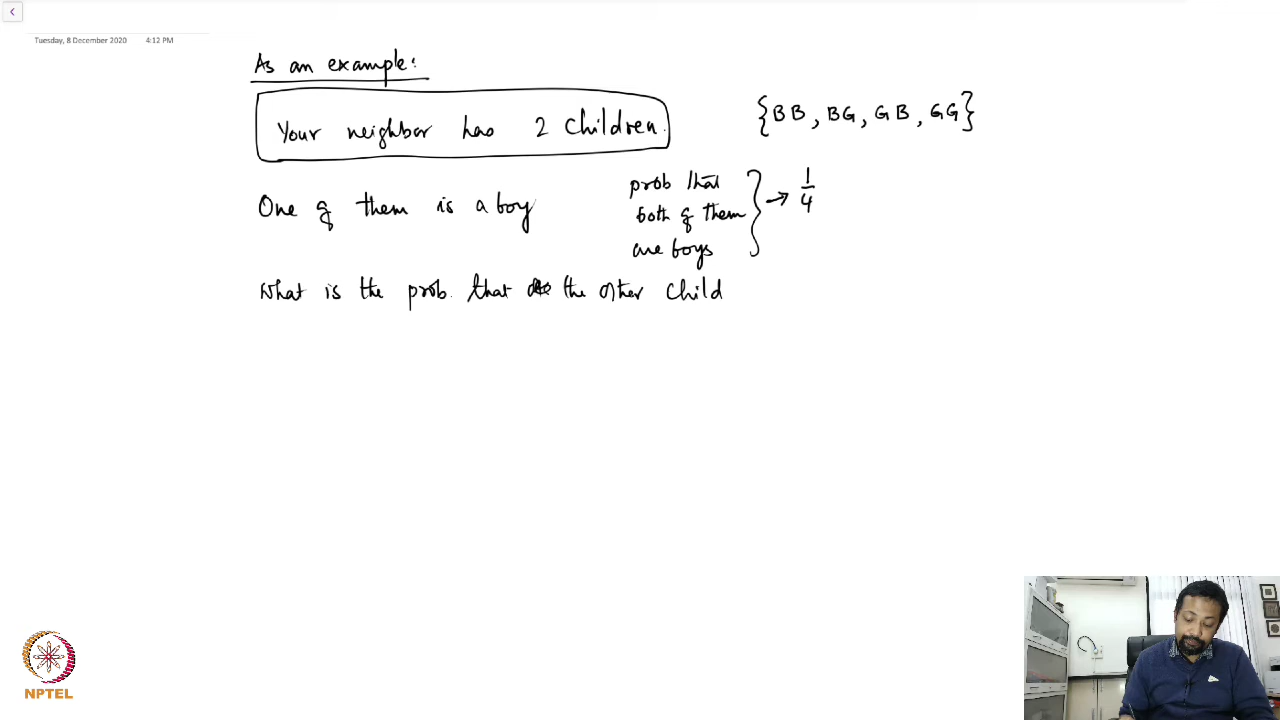 Tuesday, 8 December 2020 4:12 PM
As an example:
Your neighbor has 2 children.
{BB, BG, GB, GG}
One of them is a boy
prob that
both of them
are boys
→ 1/4
What is the prob. that the other child
NPTEL